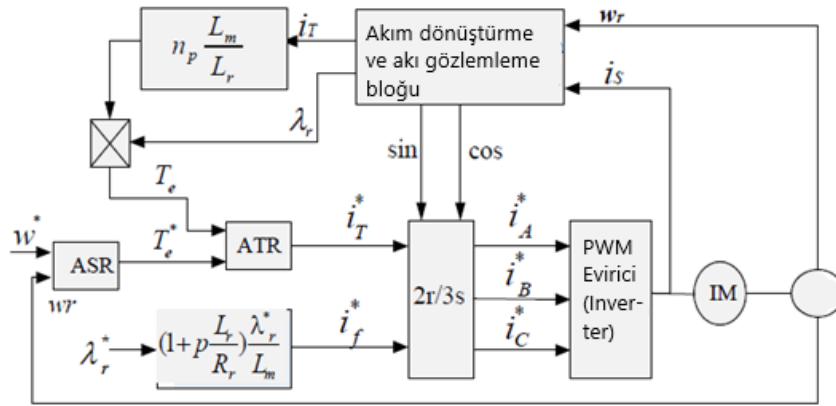 n_p L_m / L_r
i_T
Akım dönüştürme
ve akı gözlemleme
bloğu
w_r
i_s
λ_r
sin
cos
T_e
w*
ASR
wr
T_e*
ATR
i_T*
2r/3s
i_A*
i_B*
i_C*
PWM
Evirici
(Inver-
ter)
IM
λ_r*
(1+p L_r / R_r) λ_r* / L_m
i_f*